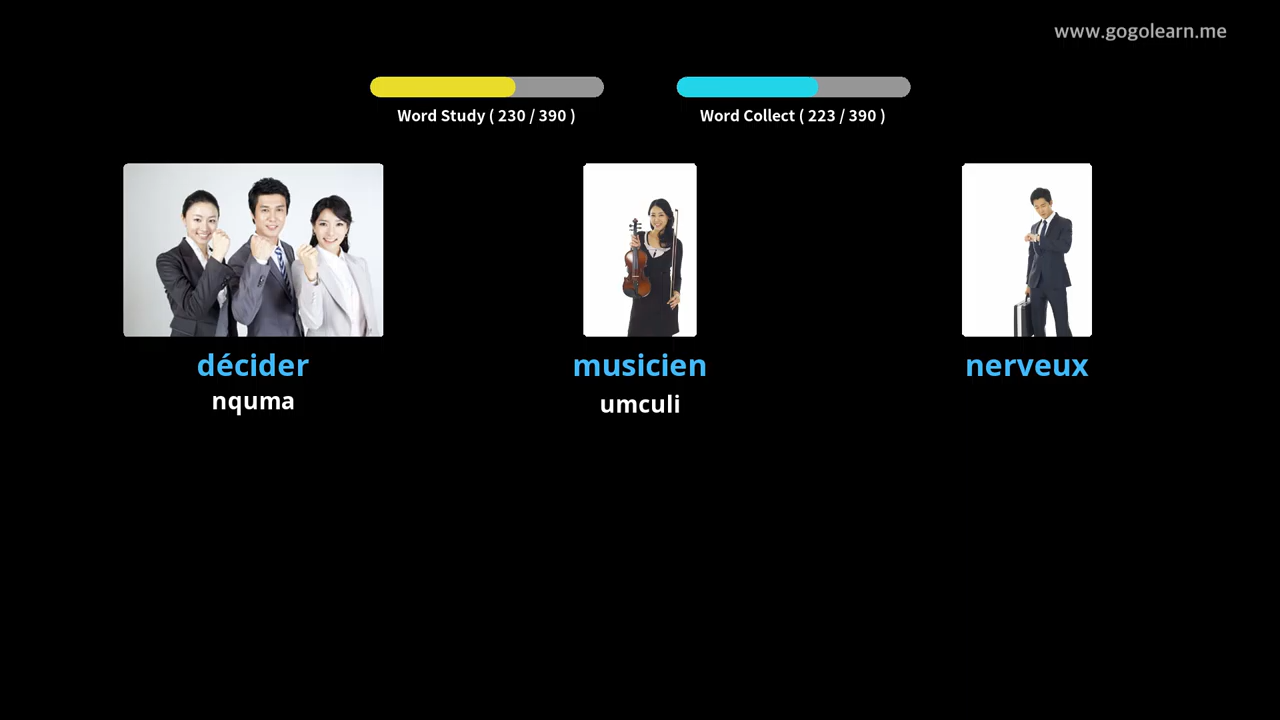 www.gogolearn.me
Word Study ( 230 / 390 )
Word Collect ( 223 / 390 )
décider
nquma
musicien
umculi
nerveux